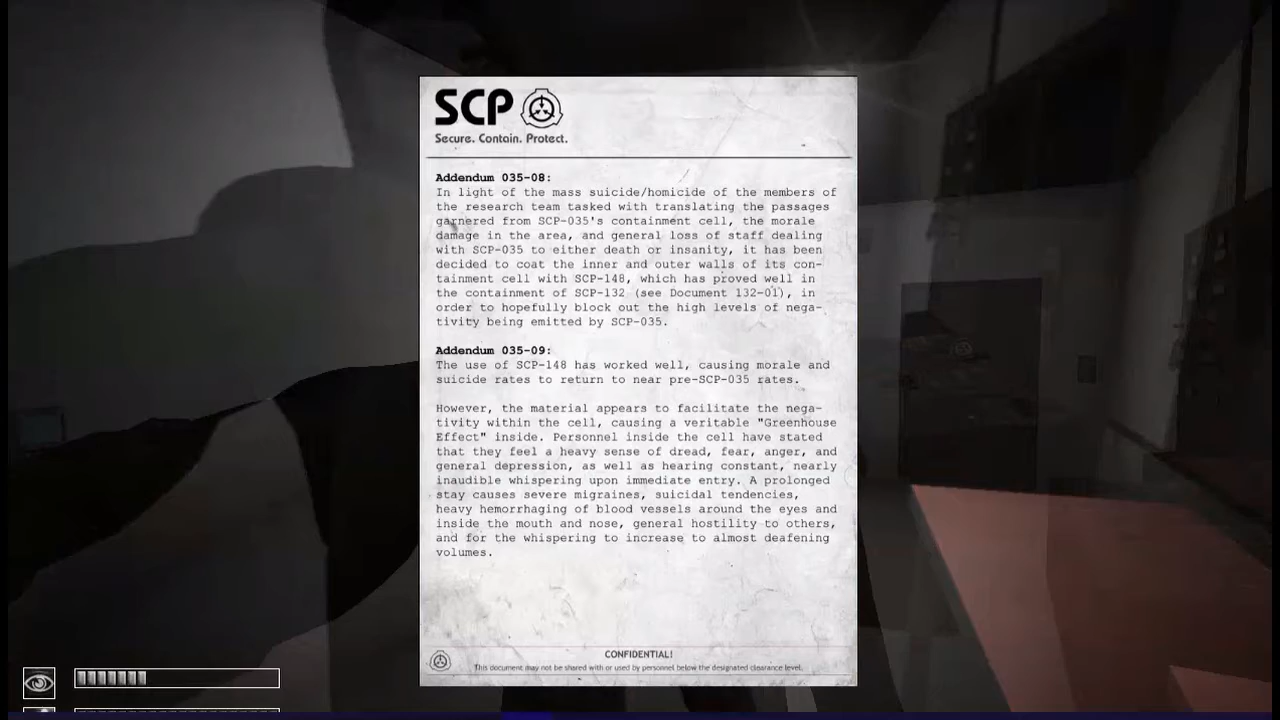 SCP
Secure. Contain. Protect.
Addendum 035-08:
In light of the mass suicide/homicide of the members of
the research team tasked with translating the passages
garnered from SCP-035's containment cell, the morale
damage in the area, and general loss of staff dealing
with SCP-035 to either death or insanity, it has been
decided to coat the inner and outer walls of its con-
tainment cell with SCP-148, which has proved well in
the containment of SCP-132 (see Document 132-01), in
order to hopefully block out the high levels of nega-
tivity being emitted by SCP-035.
Addendum 035-09:
The use of SCP-148 has worked well, causing morale and
suicide rates to return to near pre-SCP-035 rates.
However, the material appears to facilitate the nega-
tivity within the cell, causing a veritable "Greenhouse
Effect" inside. Personnel inside the cell have stated
that they feel a heavy sense of dread, fear, anger, and
general depression, as well as hearing constant, nearly
inaudible whispering upon immediate entry. A prolonged
stay causes severe migraines, suicidal tendencies,
heavy hemorrhaging of blood vessels around the eyes and
inside the mouth and nose, general hostility to others,
and for the whispering to increase to almost deafening
volumes.
CONFIDENTIAL!
This document may not be shared with or used by personnel below the designated clearance level.